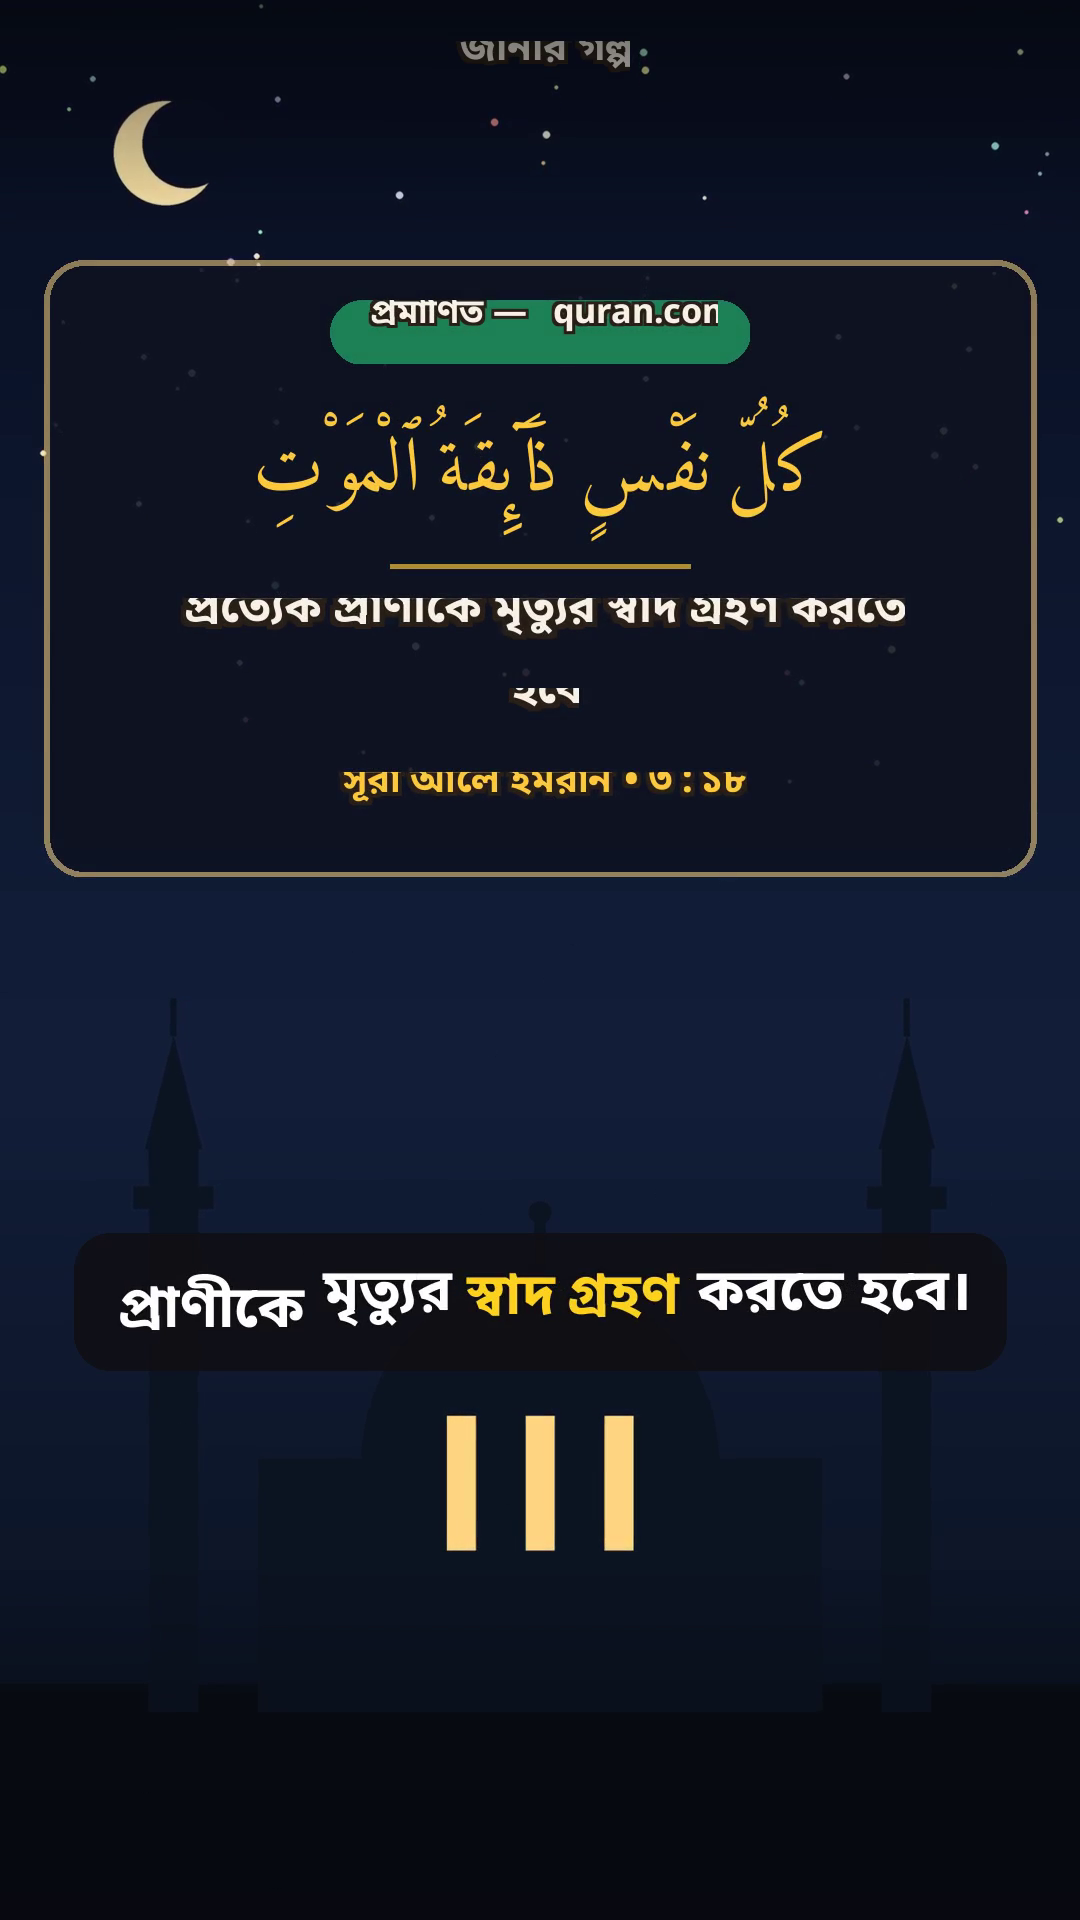 জানার গল্প
প্রমাণিত — quran.com
كُلُّ نَفْسٍ ذَآئِقَةُ ٱلْمَوْتِ
প্রত্যেক প্রাণীকে মৃত্যুর স্বাদ গ্রহণ করতে
হবে
সূরা আলে ইমরান • ৩ : ১৮
প্রাণীকে মৃত্যুর স্বাদ গ্রহণ করতে হবে।